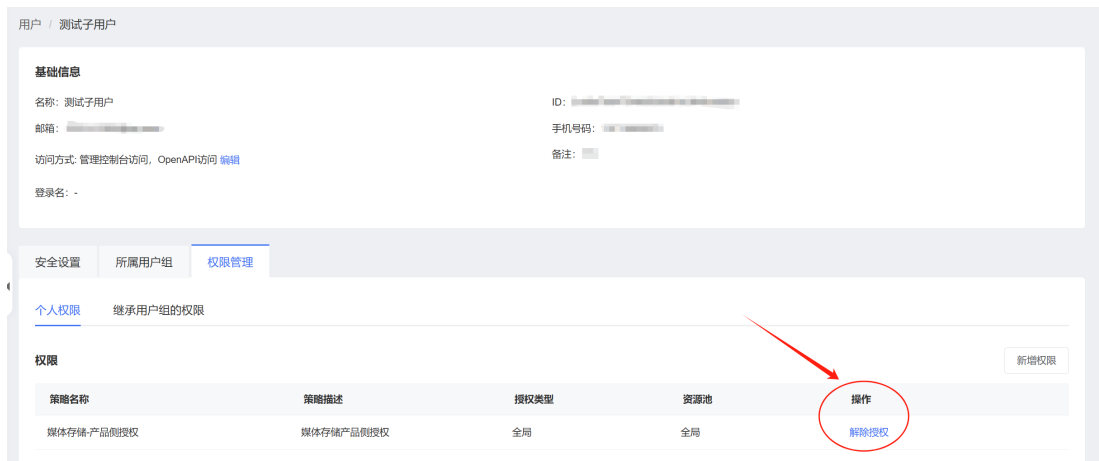 用户 / 测试子用户
基础信息
名称：测试子用户
ID：
邮箱：
手机号码：
访问方式: 管理控制台访问，OpenAPI访问 编辑
备注：
登录名：-
安全设置 所属用户组 权限管理
个人权限 继承用户组的权限
权限
新增权限
策略名称 策略描述 授权类型 资源池 操作
媒体存储-产品侧授权 媒体存储产品侧授权 全局 全局 解除授权